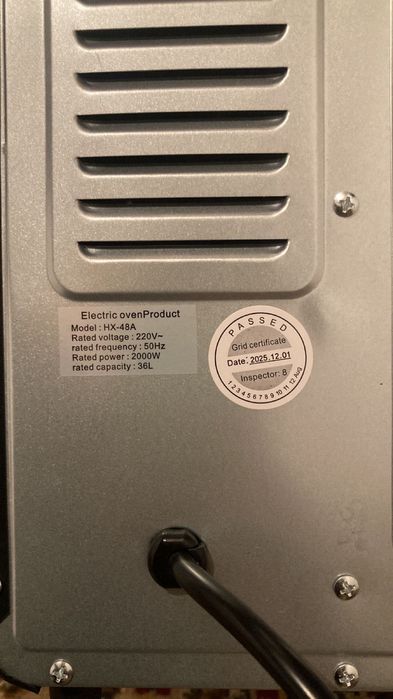 Electric ovenProduct
Model : HX-48A
Rated voltage : 220V~
rated frequency : 50Hz
Rated power : 2000W
rated capacity : 36L
PASSED
Grid certificate
Date: 2025.12.01
Inspector: 8
1 2 3 4 5 6 7 8 9 10 11 12 Aug